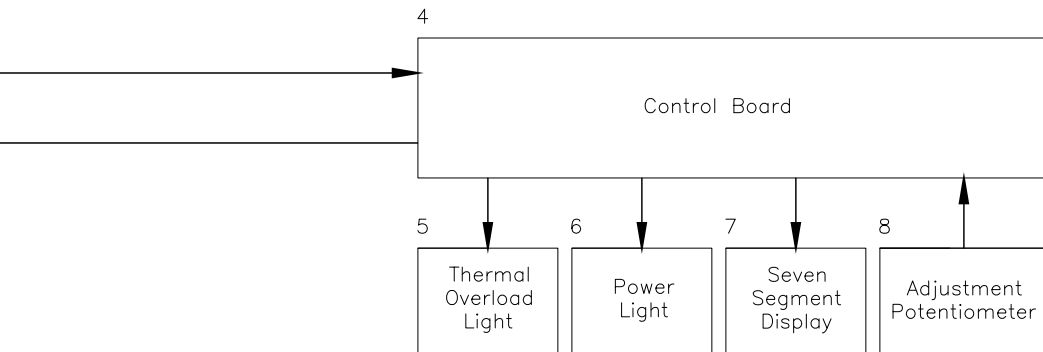 4
Control Board
5
6
7
8
Thermal
Overload
Light
Power
Light
Seven
Segment
Display
Adjustment
Potentiometer